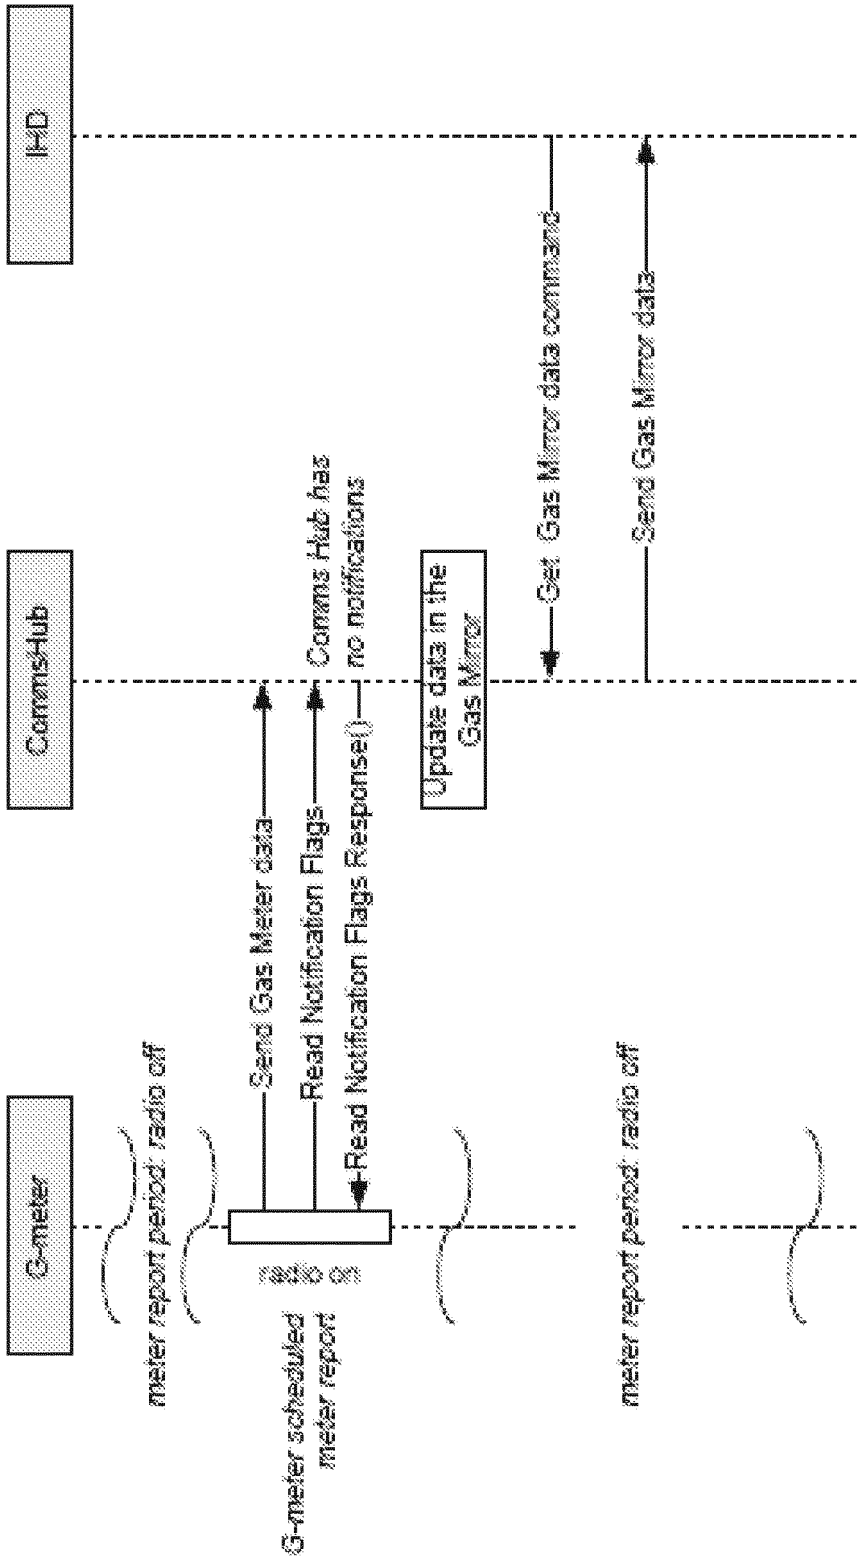 G-meter
CommsHub
IHD
meter report period: radio off
G-meter scheduled
meter report
radio on
Send Gas Meter data
Read Notification Flags
Comms Hub has
no notifications
Read Notification Flags Response()
Update data in the
Gas Mirror
Get Gas Mirror data command
meter report period: radio off
Send Gas Mirror data